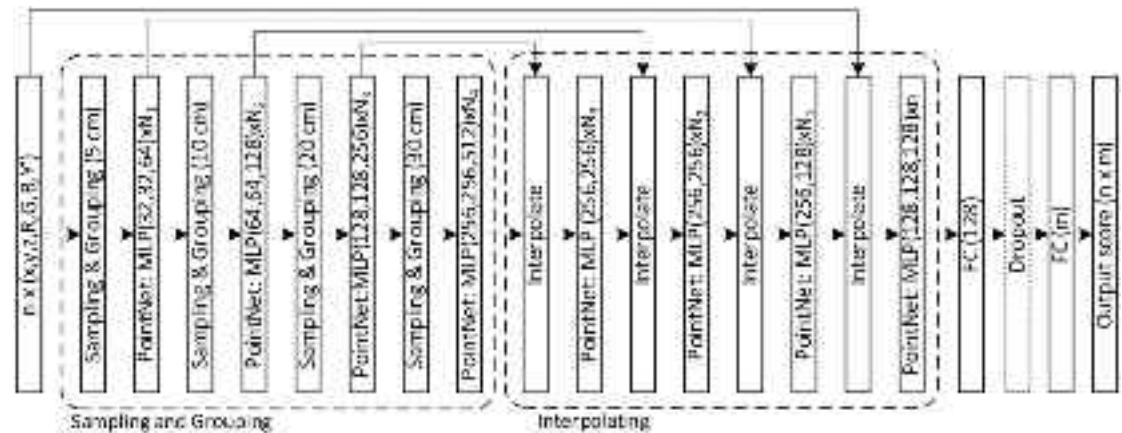 n x (x,y,z,R,G,B,Y')
Sampling & Grouping (5 cm)
PointNet: MLP(32,32,64)xN₁
Sampling & Grouping (10 cm)
PointNet: MLP(64,64,128)xN₂
Sampling & Grouping (20 cm)
PointNet: MLP(128,128,256)xN₃
Sampling & Grouping (30 cm)
PointNet: MLP(256,256,512)xN₄
Interpolate
PointNet: MLP(256,256)xN₃
Interpolate
PointNet: MLP(256,256)xN₂
Interpolate
PointNet: MLP(256,128)xN₁
Interpolate
PointNet: MLP(128,128,128)xn
FC (128)
Dropout
FC (m)
Output score (n x m)
Sampling and Grouping
Interpolating